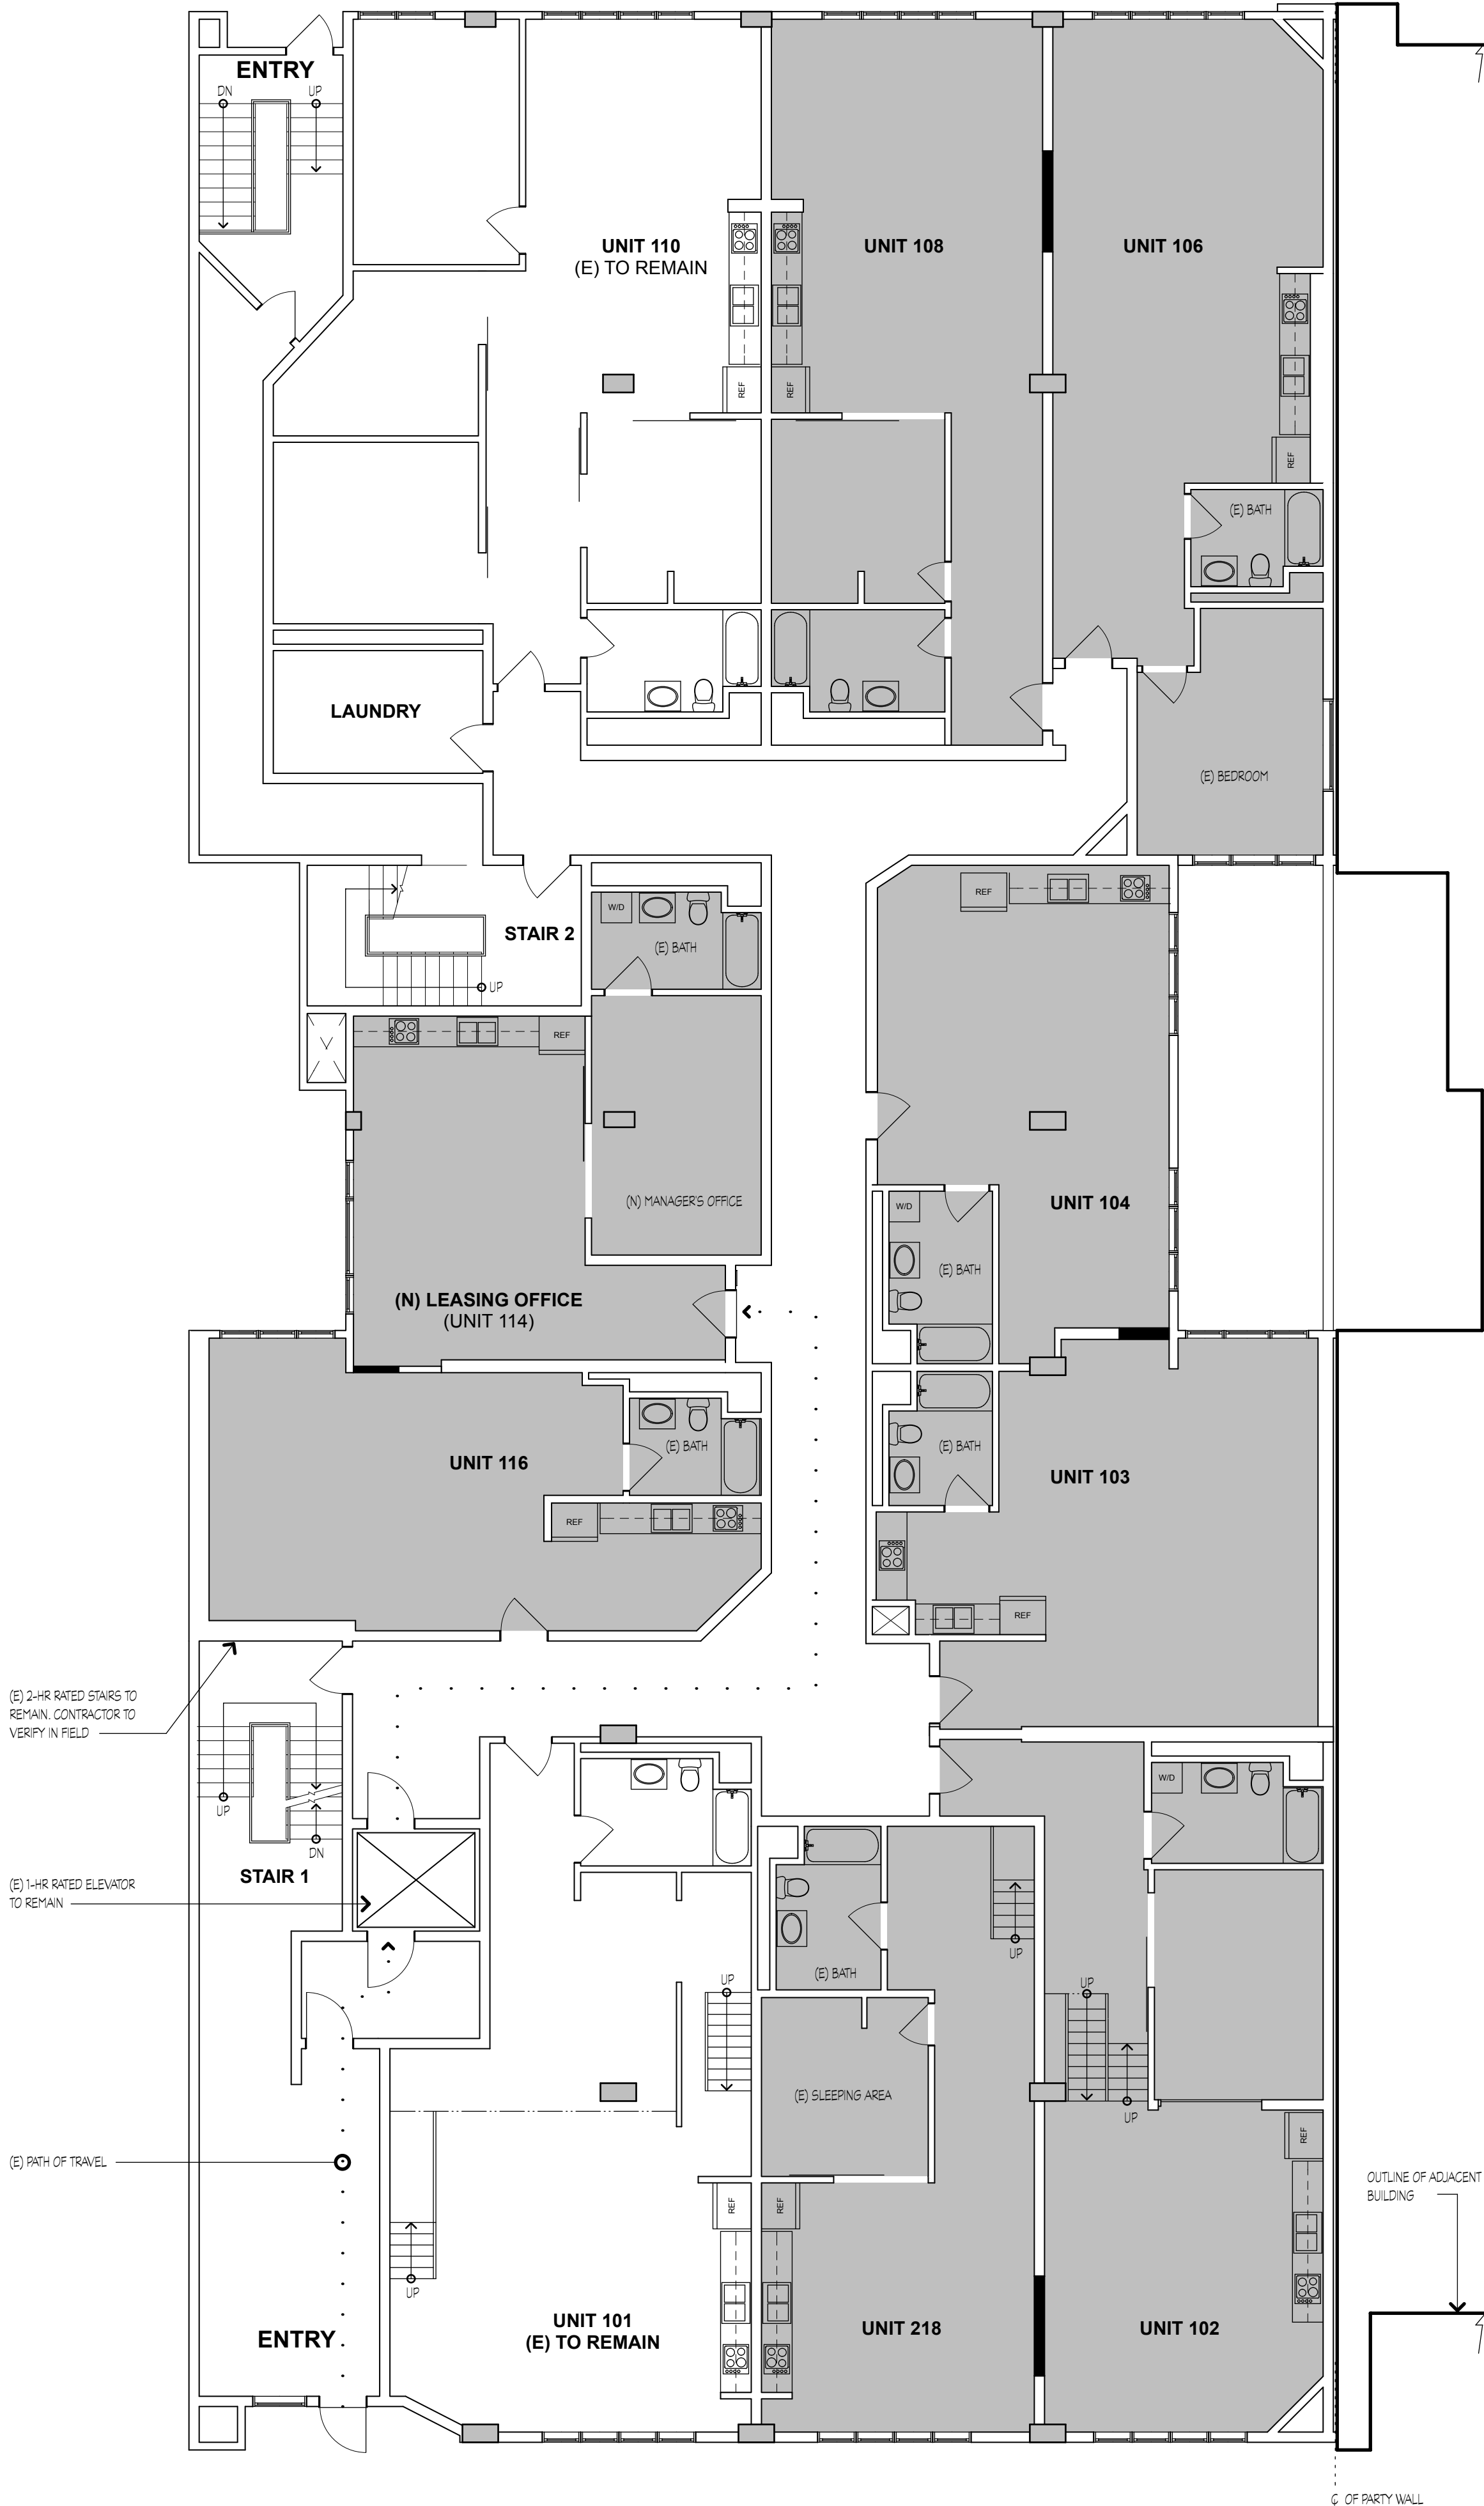 ENTRY
DN
UP
UNIT 110
(E) TO REMAIN
UNIT 108
UNIT 106
REF
REF
REF
(E) BATH
LAUNDRY
(E) BEDROOM
REF
W/D
STAIR 2
(E) BATH
UP
REF
(N) MANAGER'S OFFICE
W/D
UNIT 104
(E) BATH
(N) LEASING OFFICE
(UNIT 114)
(E) BATH
(E) BATH
UNIT 116
UNIT 103
REF
REF
(E) 2-HR RATED STAIRS TO
REMAIN. CONTRACTOR TO
VERIFY IN FIELD
W/D
UP
DN
STAIR 1
(E) 1-HR RATED ELEVATOR
TO REMAIN
UP
(E) BATH
UP
UP
(E) SLEEPING AREA
UP
REF
(E) PATH OF TRAVEL
OUTLINE OF ADJACENT
BUILDING
REF
REF
UP
UNIT 101
(E) TO REMAIN
UNIT 218
UNIT 102
ENTRY
℄ OF PARTY WALL